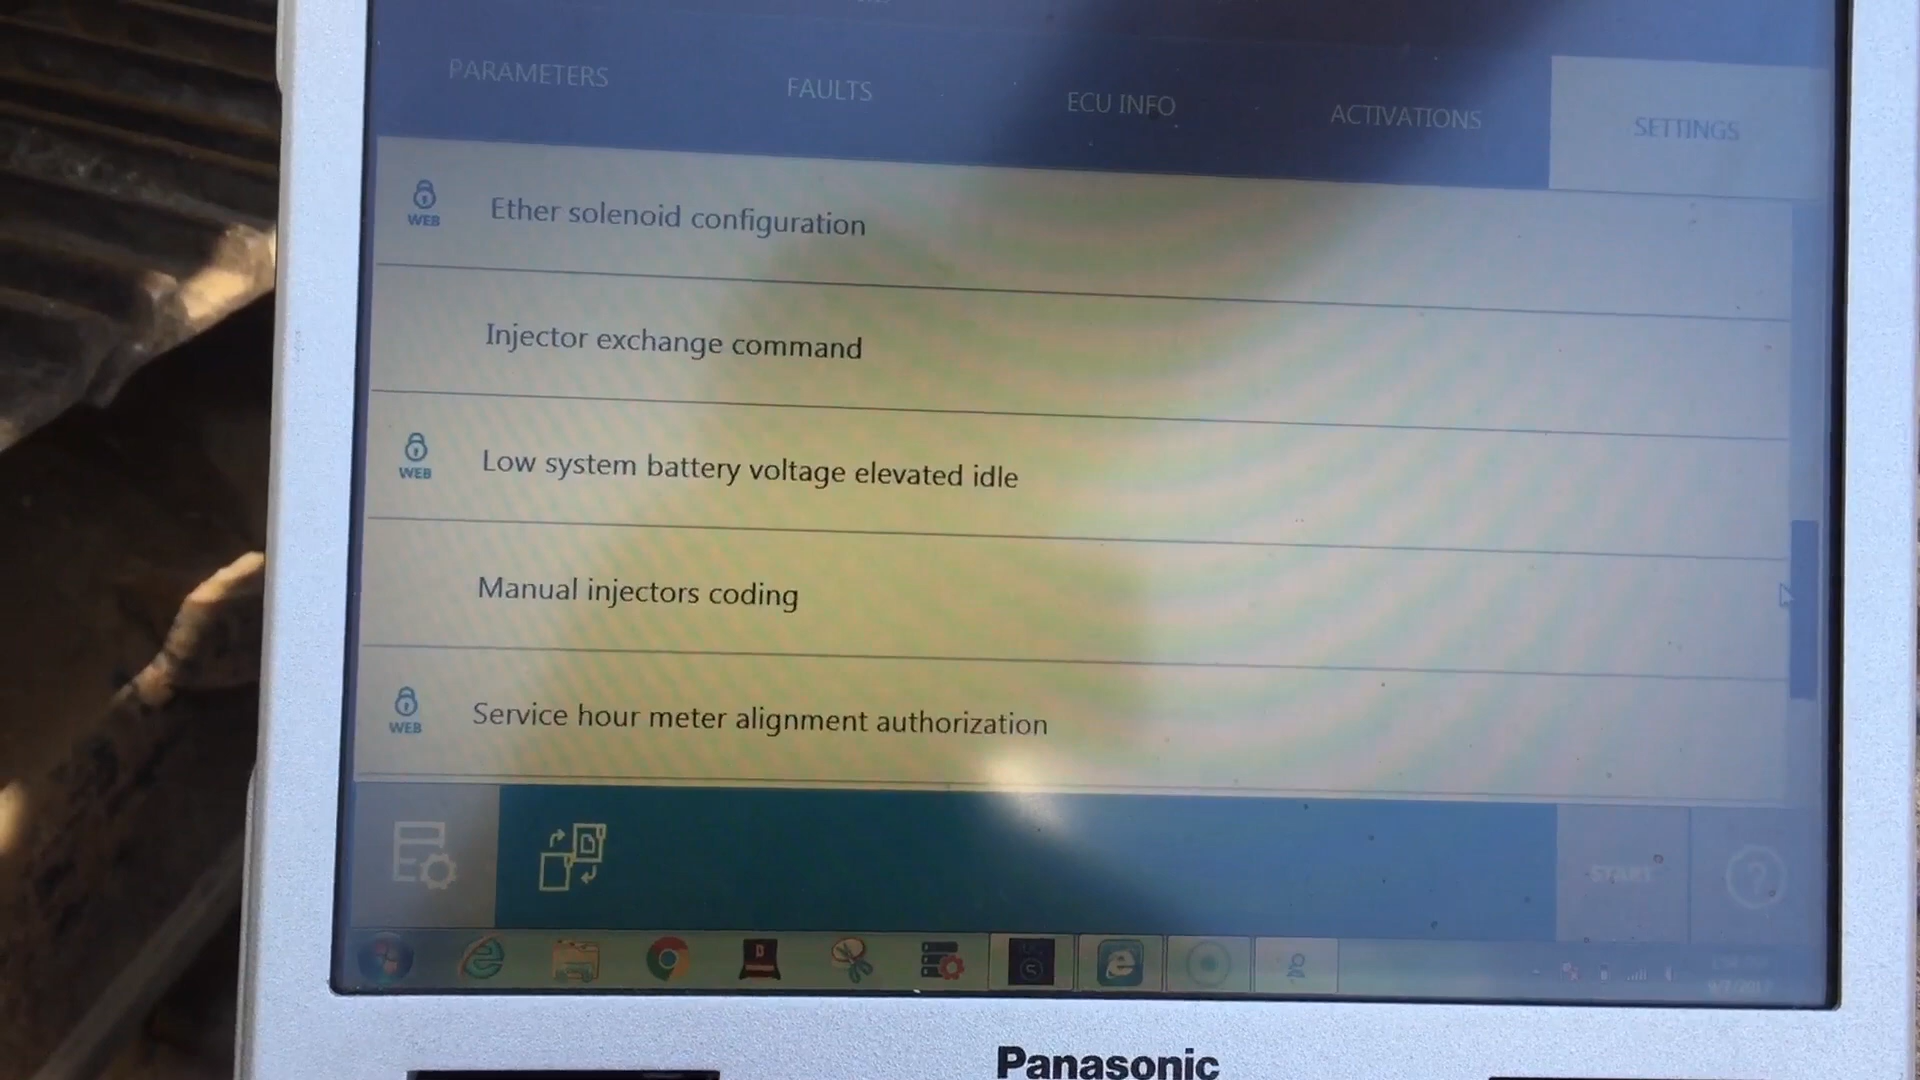 PARAMETERS
FAULTS
ECU INFO
ACTIVATIONS
SETTINGS
WEB
Ether solenoid configuration
Injector exchange command
WEB
Low system battery voltage elevated idle
Manual injectors coding
WEB
Service hour meter alignment authorization
START
?
Panasonic